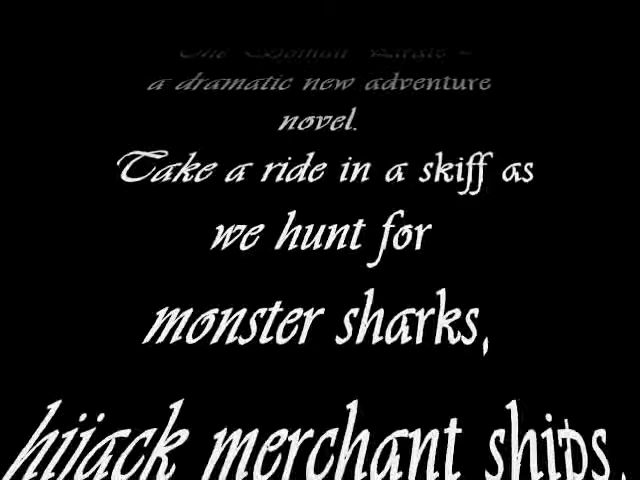 a dramatic new adventure
novel.
Take a ride in a skiff as
we hunt for
monster sharks,
hijack merchant ships,